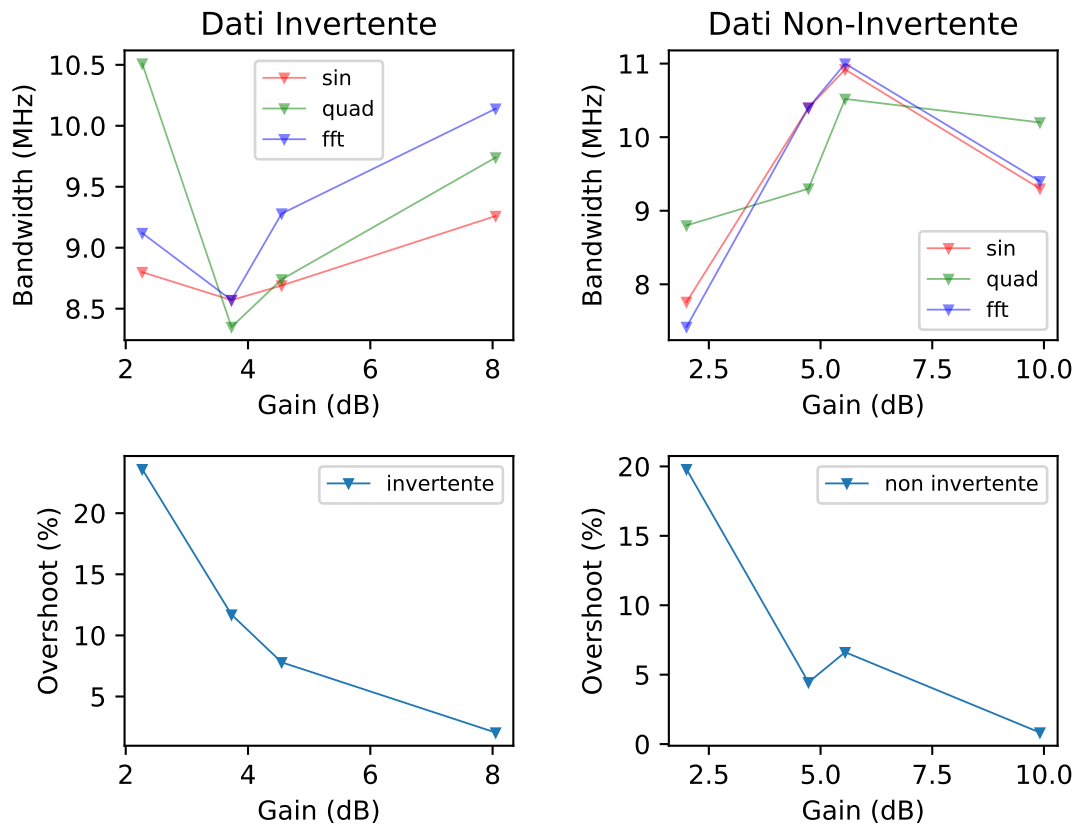 Dati Invertente
Bandwidth (MHz)
10.5
10.0
9.5
9.0
8.5
sin
quad
fft
2 4 6 8
Gain (dB)
Dati Non-Invertente
Bandwidth (MHz)
11
10
9
8
sin
quad
fft
2.5 5.0 7.5 10.0
Gain (dB)
Overshoot (%)
20
15
10
5
invertente
2 4 6 8
Gain (dB)
Overshoot (%)
20
15
10
5
0
non invertente
2.5 5.0 7.5 10.0
Gain (dB)